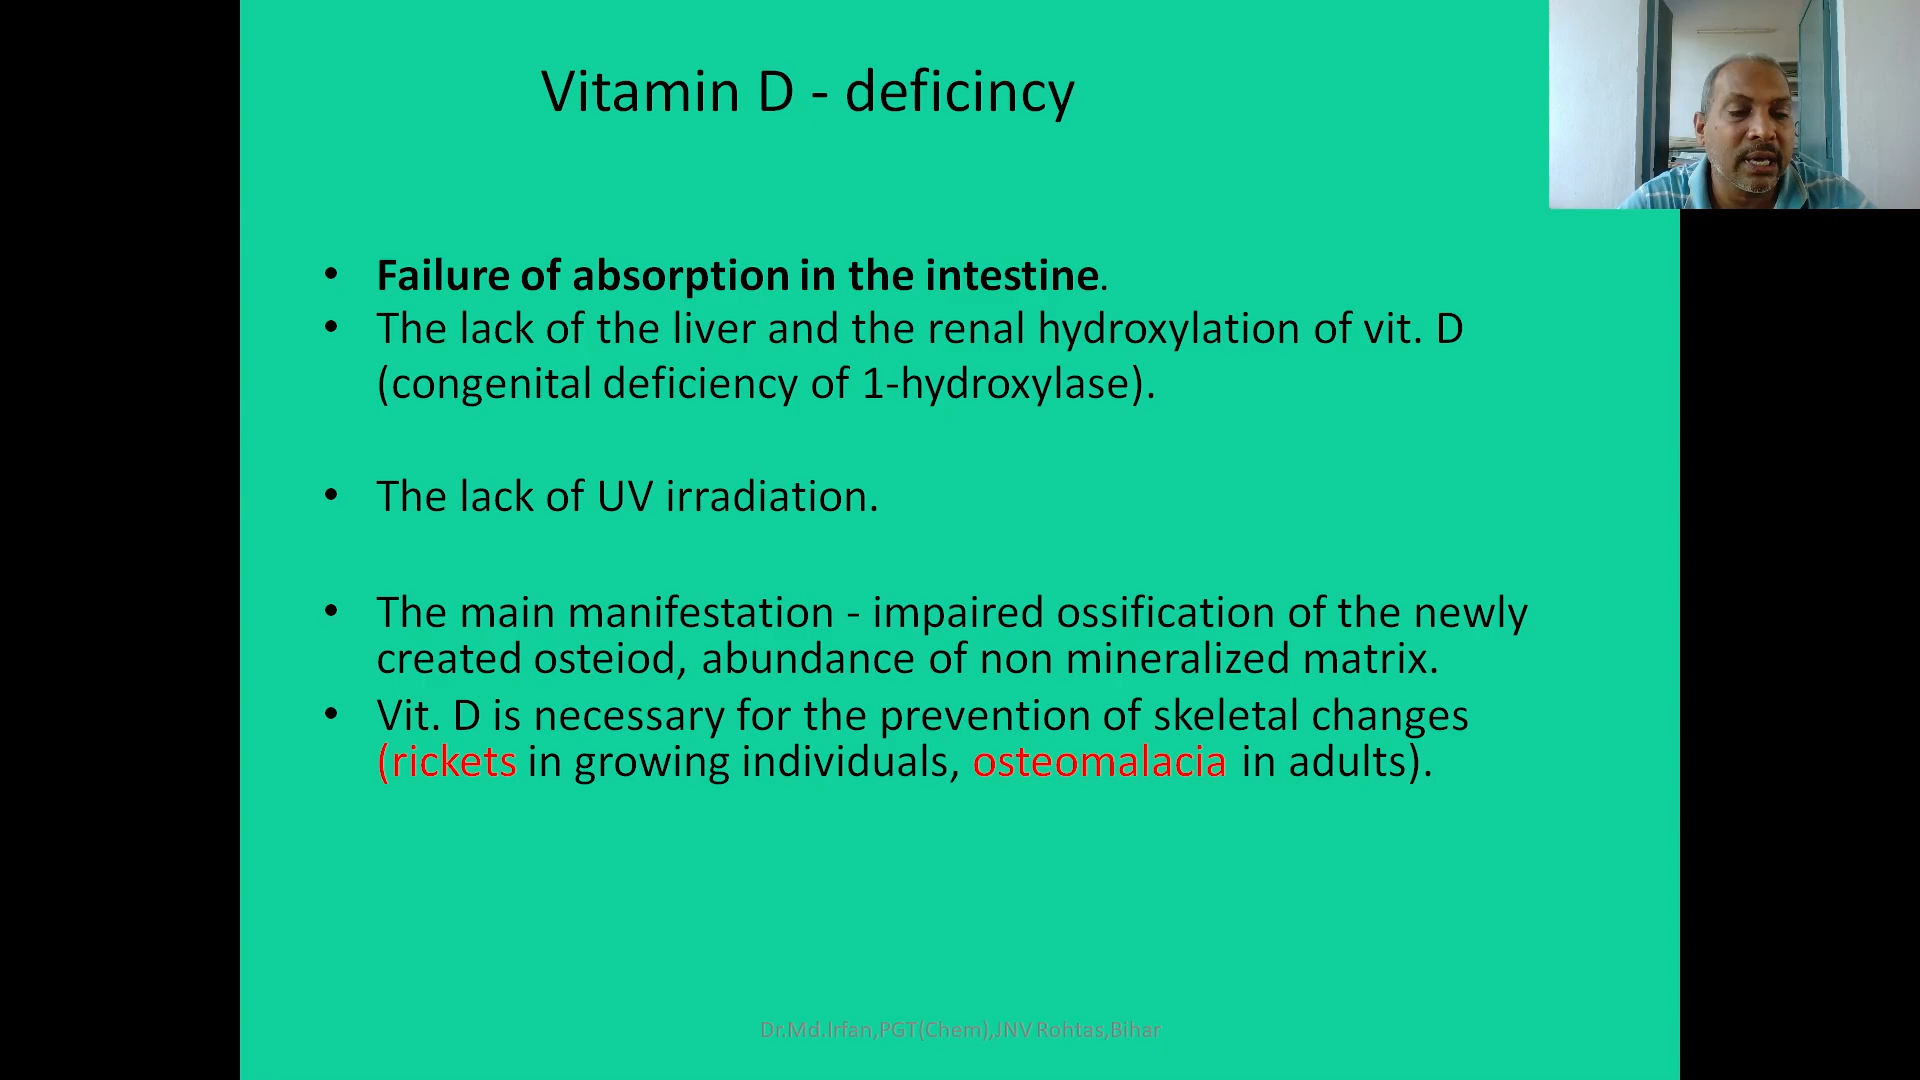 Vitamin D - deficincy
• Failure of absorption in the intestine.
• The lack of the liver and the renal hydroxylation of vit. D
(congenital deficiency of 1-hydroxylase).
• The lack of UV irradiation.
• The main manifestation - impaired ossification of the newly
created osteiod, abundance of non mineralized matrix.
• Vit. D is necessary for the prevention of skeletal changes
(rickets in growing individuals, osteomalacia in adults).
Dr.Md.Irfan,PGT(Chem),JNV Rohtas,Bihar